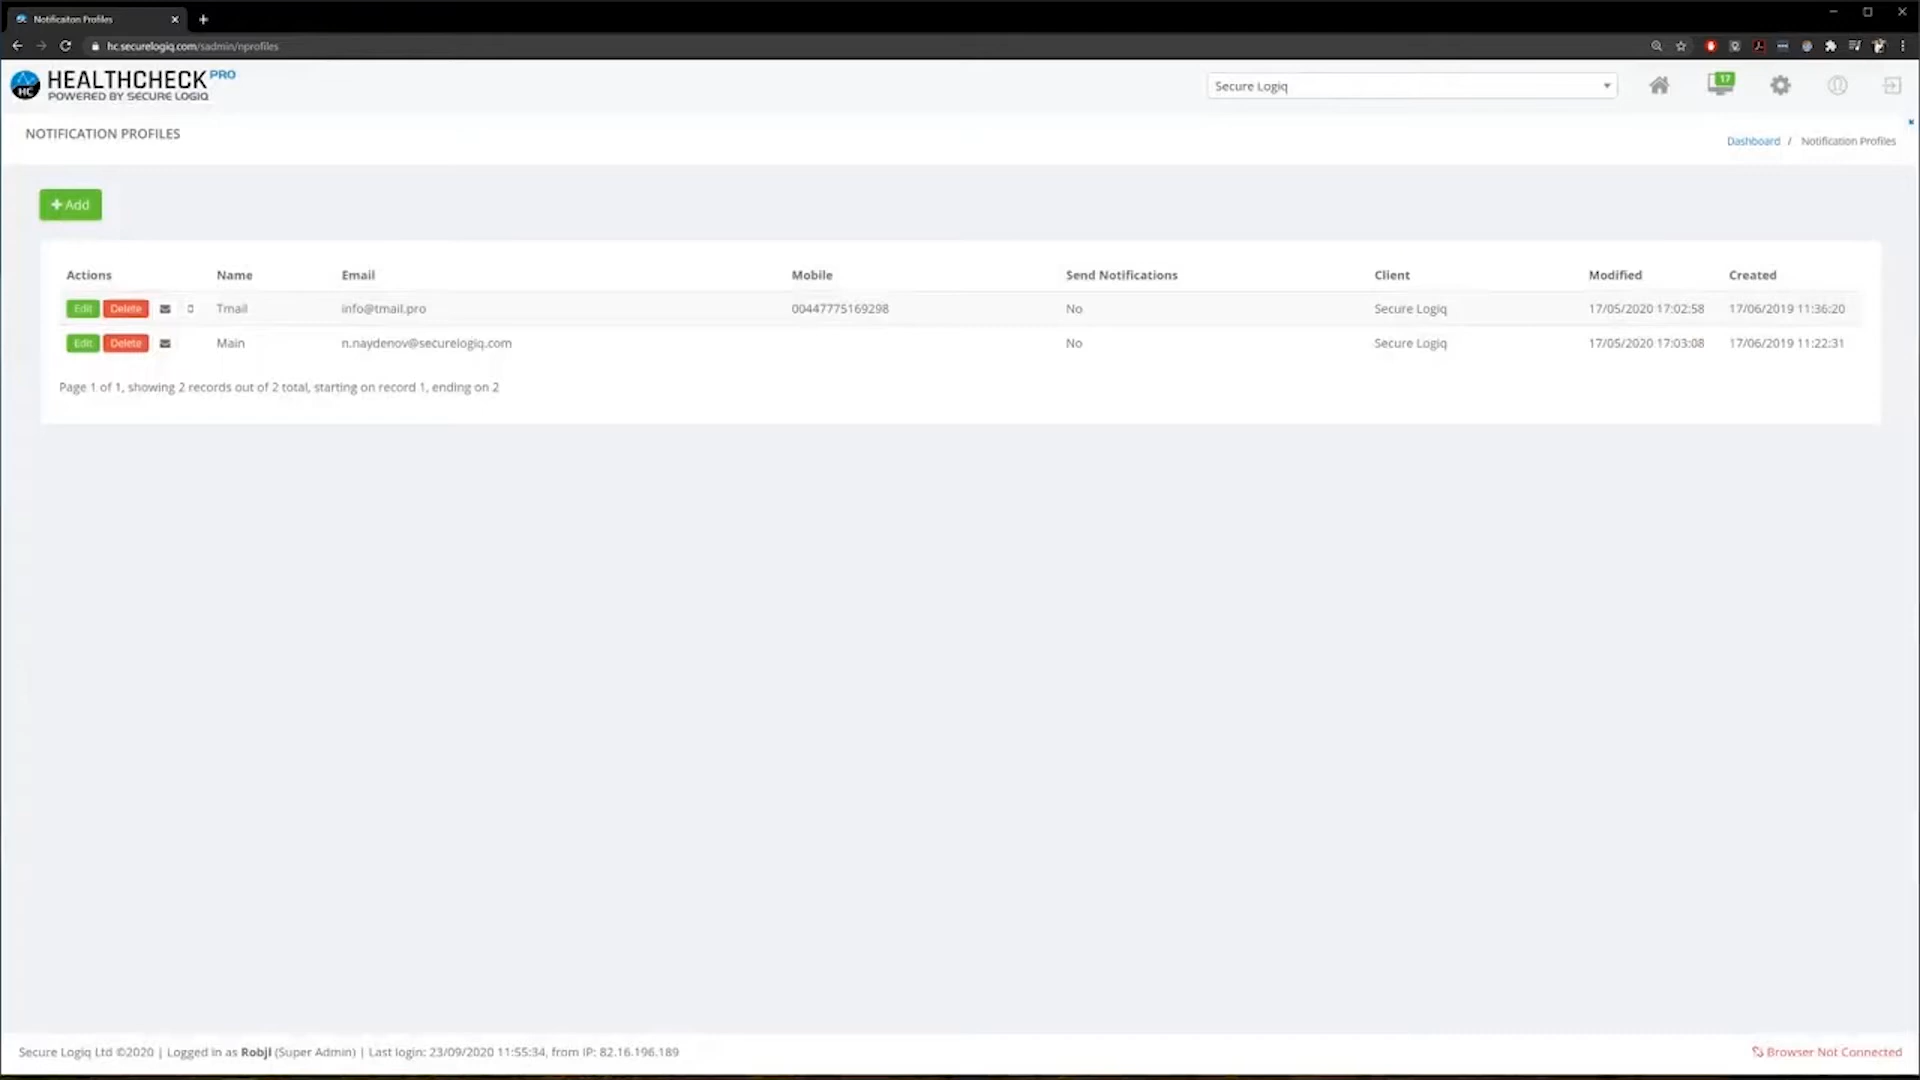 Notificaiton Profiles
hc.securelogiq.com/sadmin/nprofiles
HC HEALTHCHECK PRO
POWERED BY SECURE LOGIQ
Secure Logiq
17
NOTIFICATION PROFILES
Dashboard / Notification Profiles
+ Add
Actions Name Email Mobile Send Notifications Client Modified Created
Edit Delete Tmail info@tmail.pro 00447775169298 No Secure Logiq 17/05/2020 17:02:58 17/06/2019 11:36:20
Edit Delete Main n.naydenov@securelogiq.com No Secure Logiq 17/05/2020 17:03:08 17/06/2019 11:22:31
Page 1 of 1, showing 2 records out of 2 total, starting on record 1, ending on 2
Secure Logiq Ltd ©2020 | Logged in as RobJI (Super Admin) | Last login: 23/09/2020 11:55:34, from IP: 82.16.196.189
Browser Not Connected